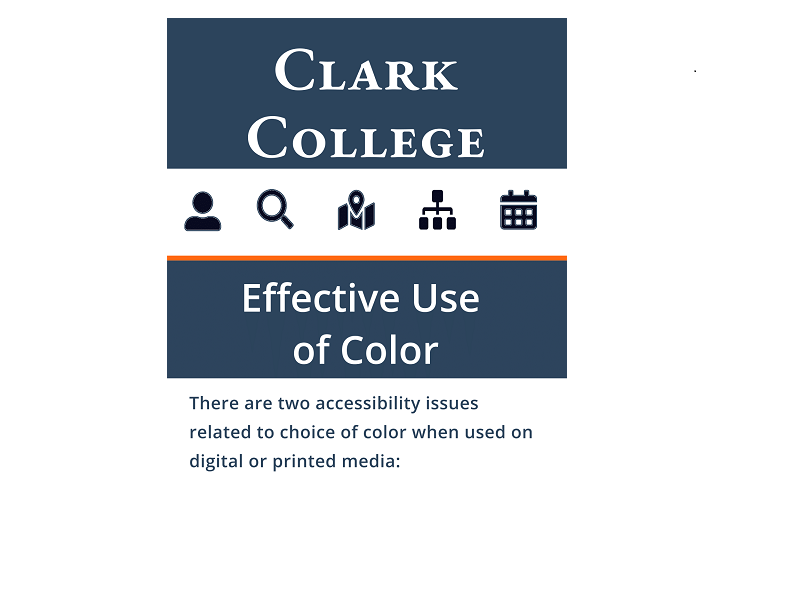 Clark
College
Effective Use
of Color
There are two accessibility issues
related to choice of color when used on
digital or printed media: